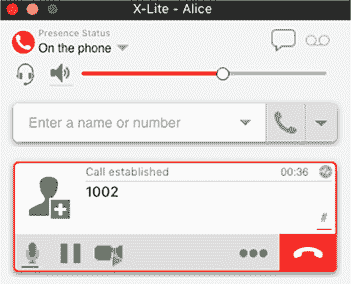 X-Lite - Alice
Presence Status
On the phone
Enter a name or number
Call established 00:36
1002
#